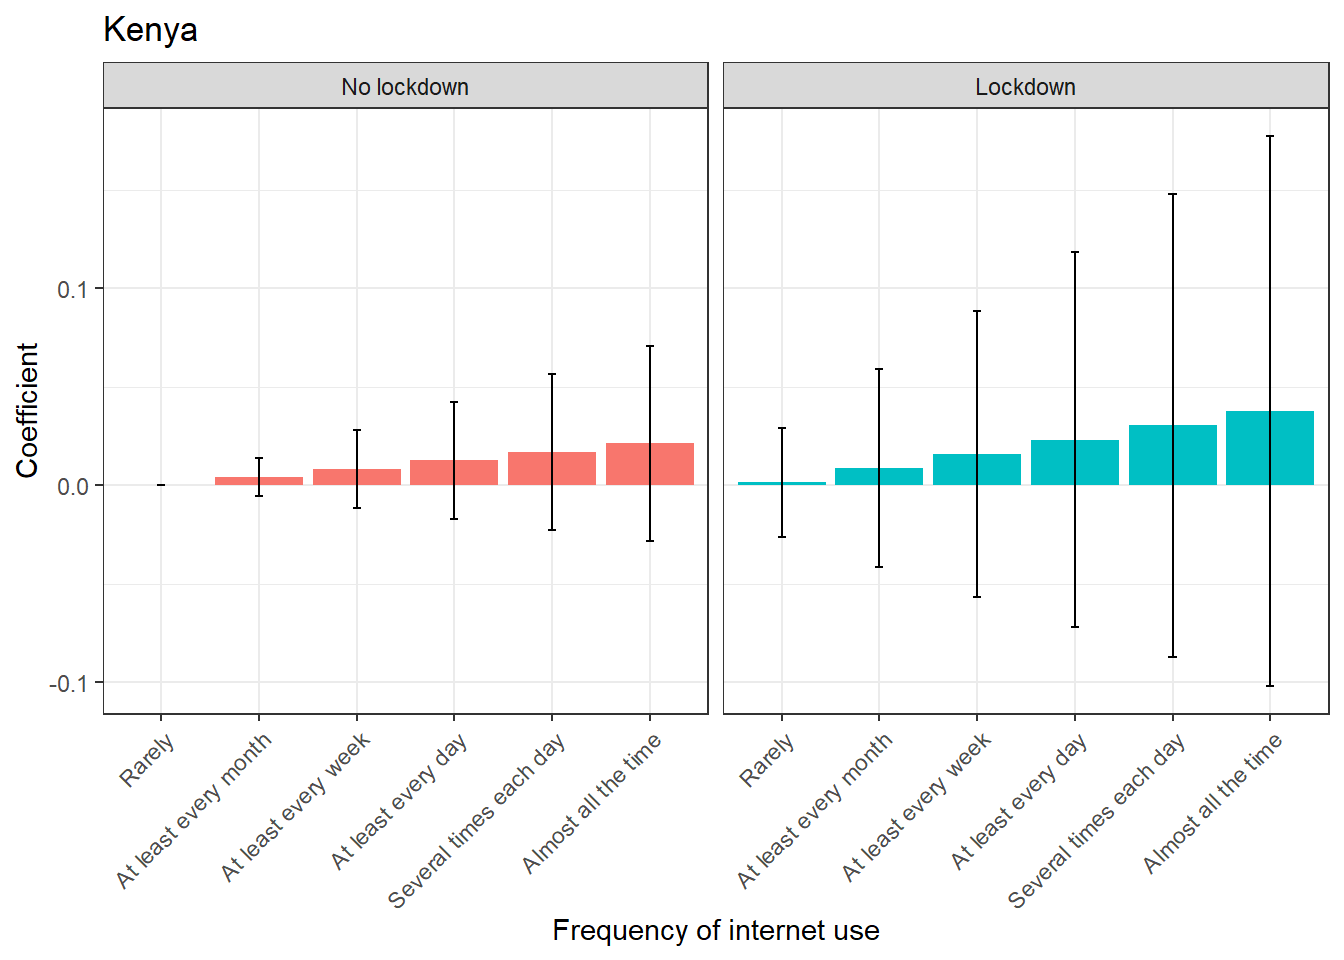 Kenya
No lockdown
Lockdown
Coefficient
0.1
0.0
-0.1
Rarely
At least every month
At least every week
At least every day
Several times each day
Almost all the time
Rarely
At least every month
At least every week
At least every day
Several times each day
Almost all the time
Frequency of internet use